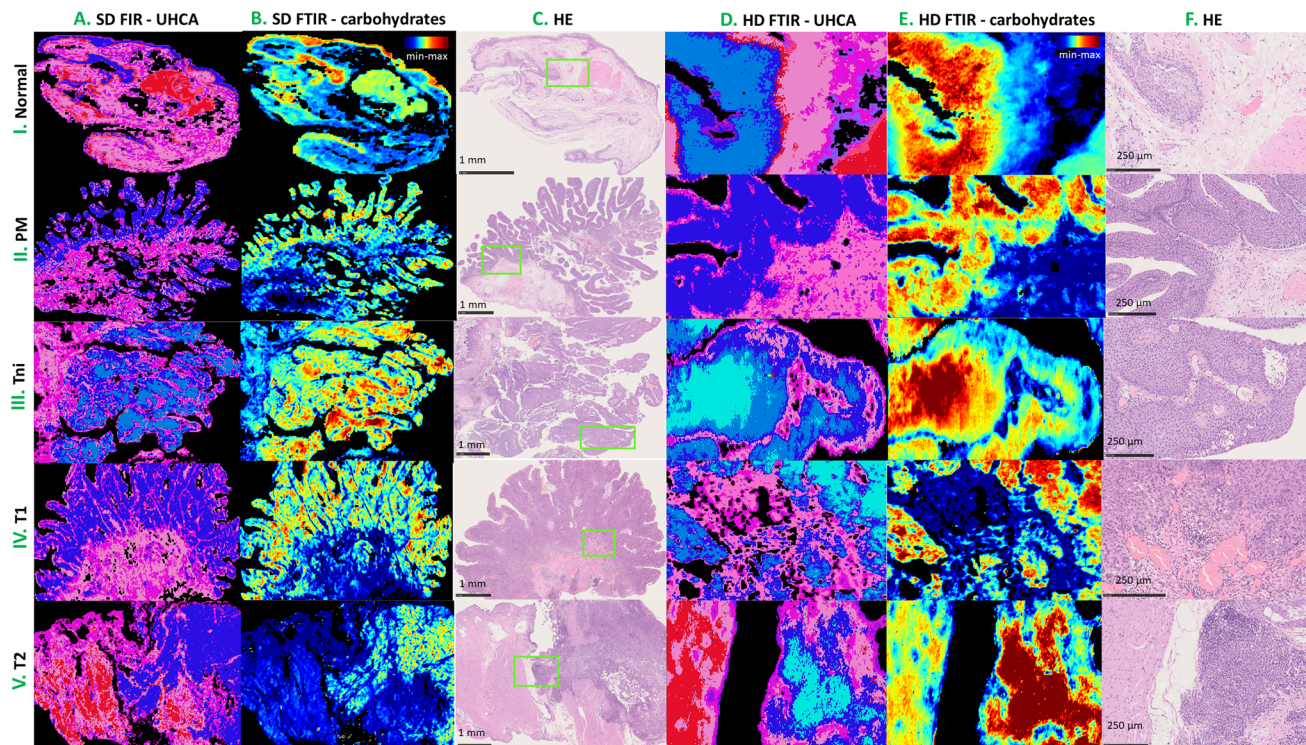 A. SD FIR - UHCA
B. SD FTIR - carbohydrates
C. HE
D. HD FTIR - UHCA
E. HD FTIR - carbohydrates
F. HE
I. Normal
min-max
1 mm
min-max
250 µm
II. PM
1 mm
250 µm
III. Tni
1 mm
250 µm
IV. T1
1 mm
250 µm
V. T2
1 mm
250 µm